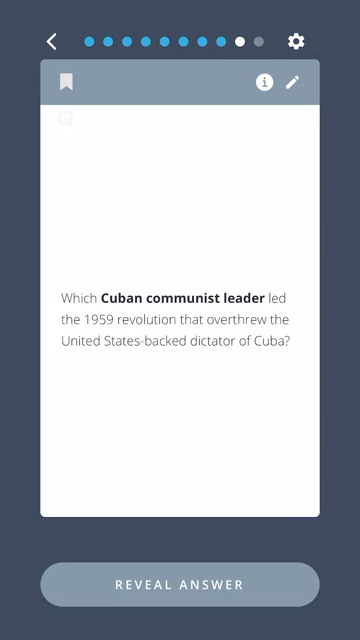 Q
Which Cuban communist leader led
the 1959 revolution that overthrew the
United States-backed dictator of Cuba?
REVEAL ANSWER